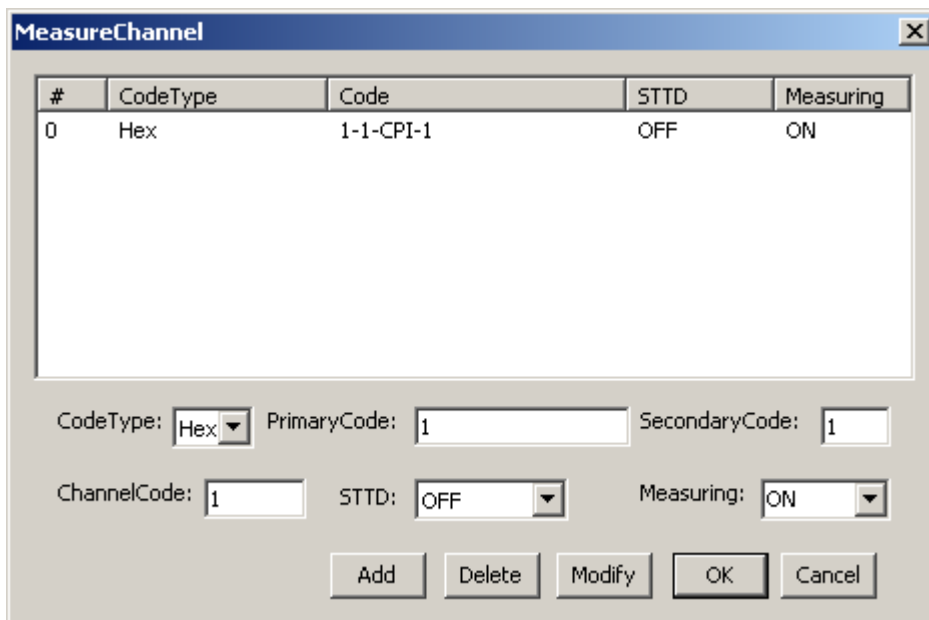 MeasureChannel
# CodeType Code STTD Measuring
0 Hex 1-1-CPI-1 OFF ON
CodeType: Hex PrimaryCode: 1 SecondaryCode: 1
ChannelCode: 1 STTD: OFF Measuring: ON
Add Delete Modify OK Cancel